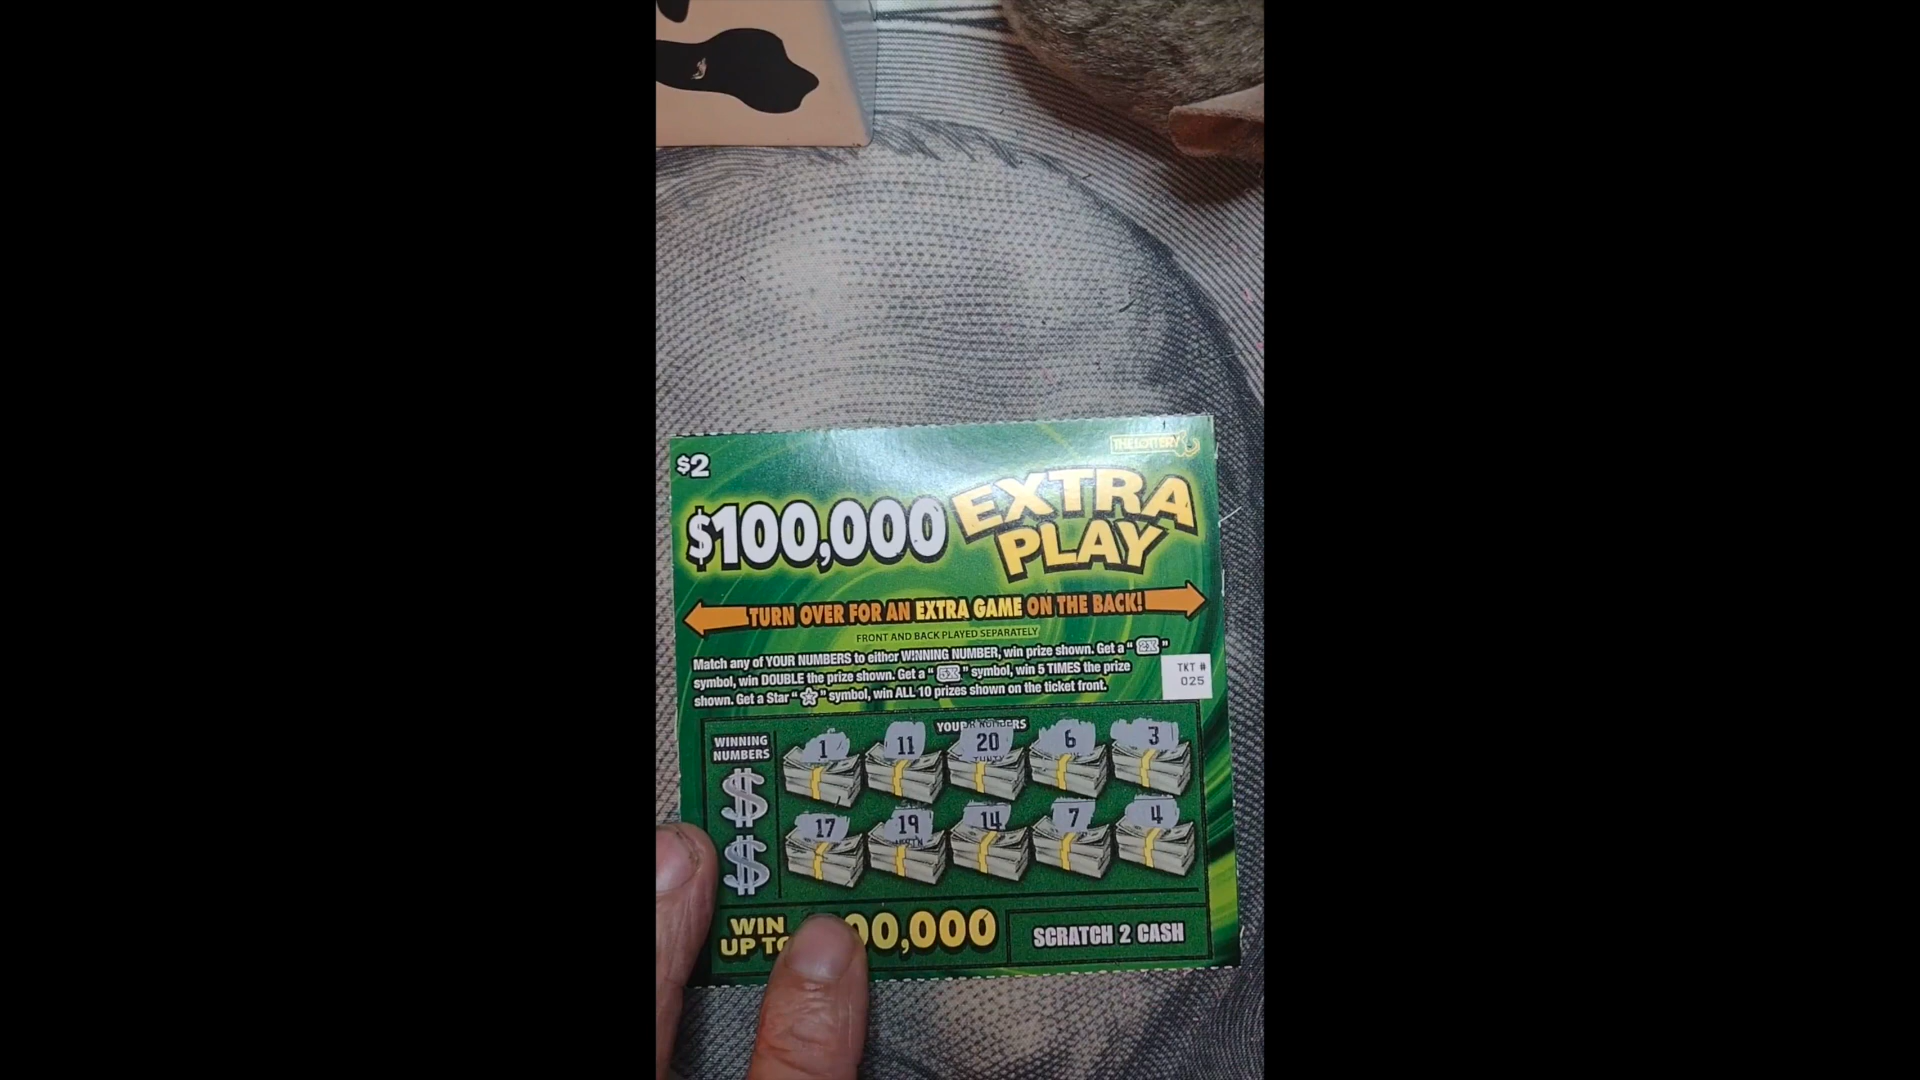 THE LOTTERY
$2
$100,000 EXTRA PLAY
TURN OVER FOR AN EXTRA GAME ON THE BACK!
FRONT AND BACK PLAYED SEPARATELY
Match any of YOUR NUMBERS to either WINNING NUMBER, win prize shown. Get a "2X"
symbol, win DOUBLE the prize shown. Get a "5X" symbol, win 5 TIMES the prize
shown. Get a Star "☆" symbol, win ALL 10 prizes shown on the ticket front.
TKT #
025
WINNING
NUMBERS
$
$
1 11 20 6 3
17 19 14 7 4
WIN
UP TO
00,000
SCRATCH 2 CASH